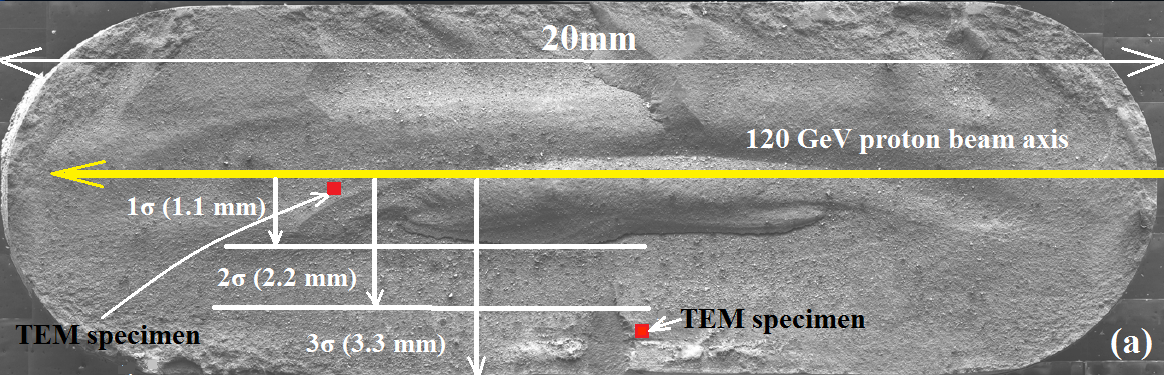 20mm
120 GeV proton beam axis
1σ (1.1 mm)
2σ (2.2 mm)
TEM specimen
TEM specimen
3σ (3.3 mm)
(a)